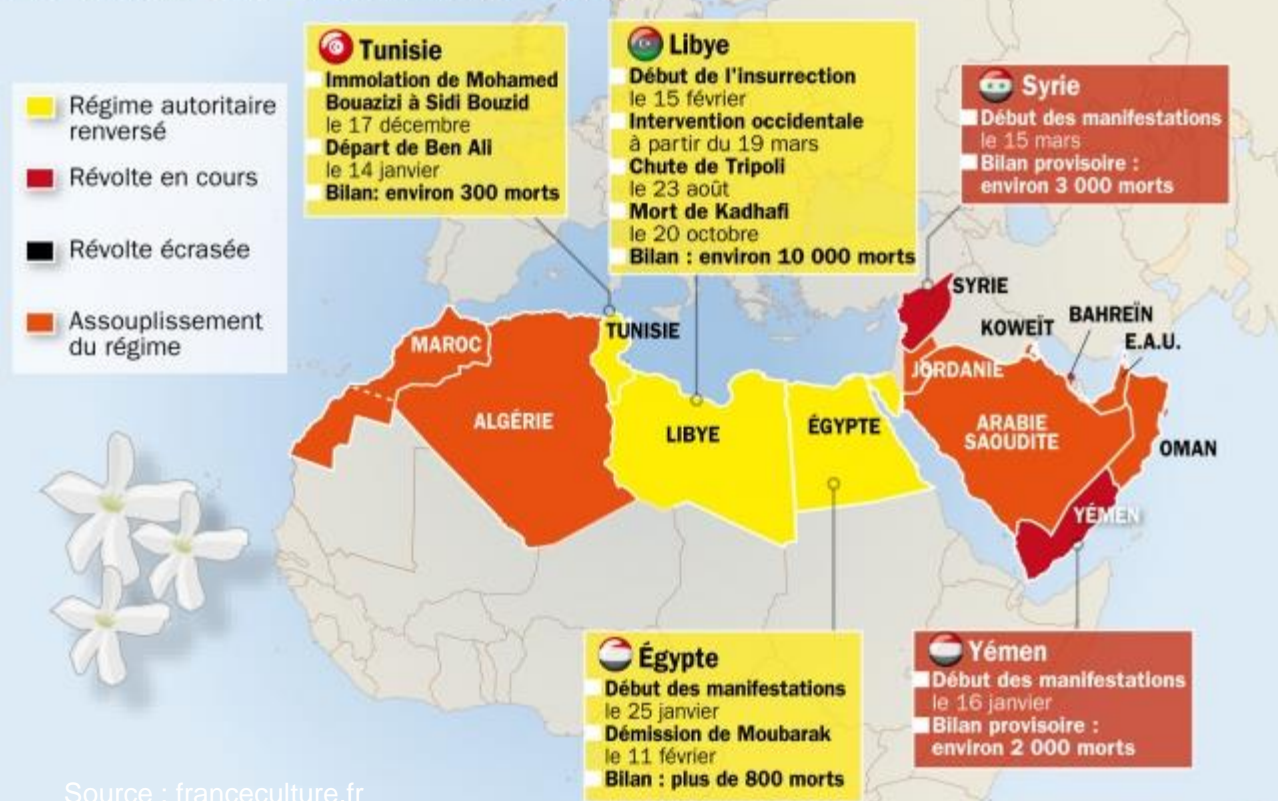 Régime autoritaire
renversé
Révolte en cours
Révolte écrasée
Assouplissement
du régime
Tunisie
Immolation de Mohamed
Bouazizi à Sidi Bouzid
le 17 décembre
Départ de Ben Ali
le 14 janvier
Bilan: environ 300 morts
Libye
Début de l'insurrection
le 15 février
Intervention occidentale
à partir du 19 mars
Chute de Tripoli
le 23 août
Mort de Kadhafi
le 20 octobre
Bilan : environ 10 000 morts
Syrie
Début des manifestations
le 15 mars
Bilan provisoire :
environ 3 000 morts
SYRIE
KOWEÏT
BAHREÏN
E.A.U.
TUNISIE
MAROC
JORDANIE
ALGÉRIE
LIBYE
ÉGYPTE
ARABIE
SAOUDITE
OMAN
YÉMEN
Égypte
Début des manifestations
le 25 janvier
Démission de Moubarak
le 11 février
Bilan : plus de 800 morts
Yémen
Début des manifestations
le 16 janvier
Bilan provisoire :
environ 2 000 morts
Source : franceculture.fr